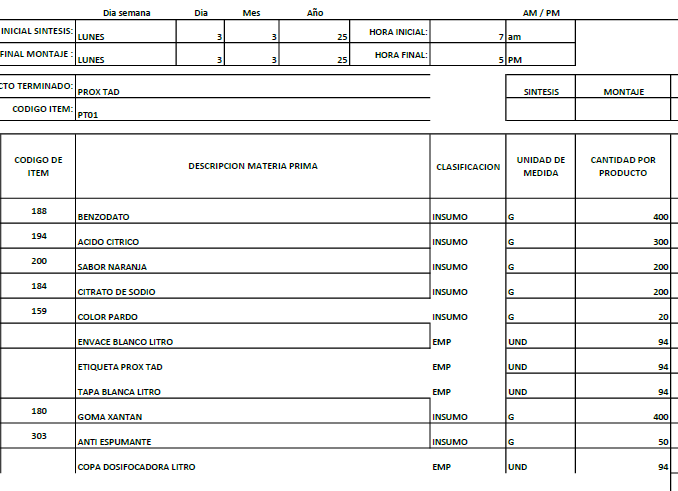 Dia semana Dia Mes Año AM / PM
INICIAL SINTESIS: LUNES 3 3 25 HORA INICIAL: 7 am
FINAL MONTAJE : LUNES 3 3 25 HORA FINAL: 5 PM
CTO TERMINADO: PROX TAD SINTESIS MONTAJE
CODIGO ITEM: PT01
CODIGO DE ITEM DESCRIPCION MATERIA PRIMA CLASIFICACION UNIDAD DE MEDIDA CANTIDAD POR PRODUCTO
188 BENZODATO INSUMO G 400
194 ACIDO CITRICO INSUMO G 300
200 SABOR NARANJA INSUMO G 200
184 CITRATO DE SODIO INSUMO G 200
159 COLOR PARDO INSUMO G 20
ENVACE BLANCO LITRO EMP UND 94
ETIQUETA PROX TAD EMP UND 94
TAPA BLANCA LITRO EMP UND 94
180 GOMA XANTAN INSUMO G 400
303 ANTI ESPUMANTE INSUMO G 50
COPA DOSIFOCADORA LITRO EMP UND 94